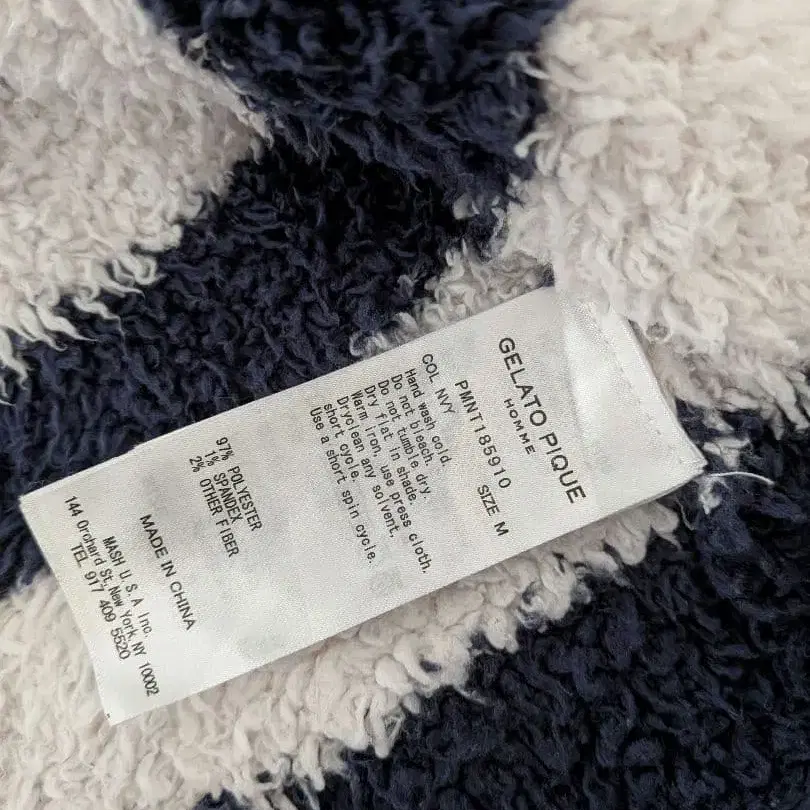 GELATO PIQUE
HOMME
PMNT185910
COL NVY SIZE M
Hand wash cold.
Do not bleach.
Do not tumble dry.
Dry flat in shade.
Warm iron, use press cloth.
Dryclean any solvent,
short cycle.
Use a short spin cycle.
97% POLYESTER
1% SPANDEX
2% OTHER FIBER
MADE IN CHINA
MASH U.S.A Inc.
144 Orchard St, New York, NY 10002
TEL 917 409 5520